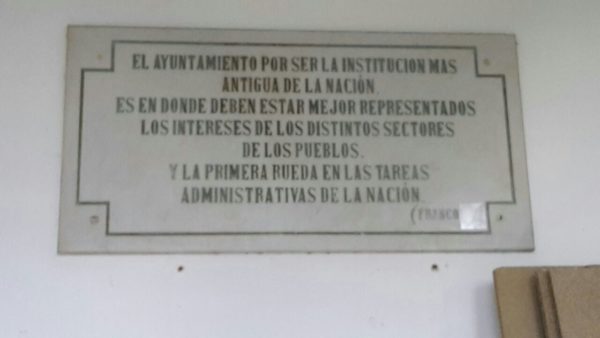 EL AYUNTAMIENTO POR SER LA INSTITUCION MAS
ANTIGUA DE LA NACIÓN.
ES EN DONDE DEBEN ESTAR MEJOR REPRESENTADOS
LOS INTERESES DE LOS DISTINTOS SECTORES
DE LOS PUEBLOS.
Y LA PRIMERA RUEDA EN LAS TAREAS
ADMINISTRATIVAS DE LA NACIÓN.